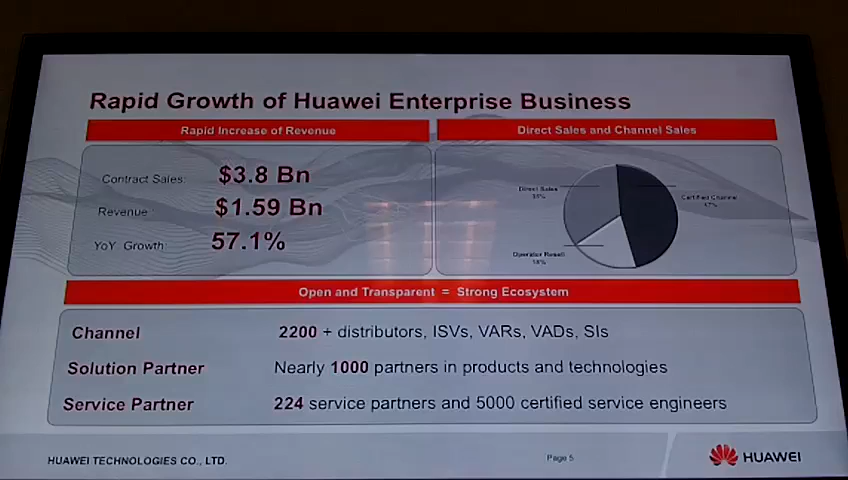 Rapid Growth of Huawei Enterprise Business
Rapid Increase of Revenue
Direct Sales and Channel Sales
Contract Sales: $3.8 Bn
Revenue: $1.59 Bn
YoY Growth: 57.1%
Direct Sales
Certified Channel
47%
Operator Resell
Open and Transparent = Strong Ecosystem
Channel 2200 + distributors, ISVs, VARs, VADs, SIs
Solution Partner Nearly 1000 partners in products and technologies
Service Partner 224 service partners and 5000 certified service engineers
HUAWEI TECHNOLOGIES CO., LTD.
Page 5
HUAWEI